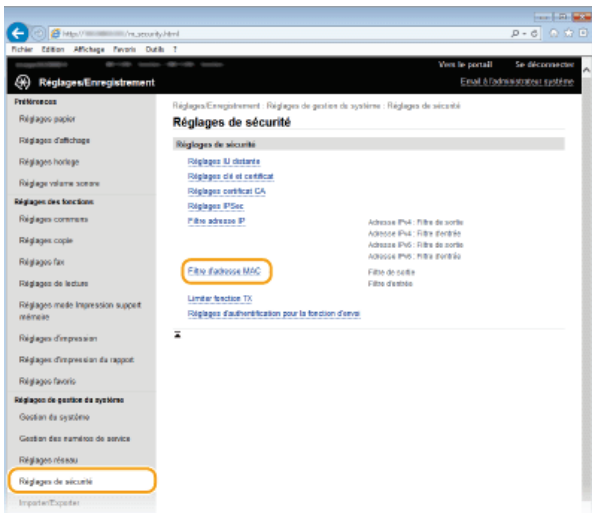 http://
/m_security.html
Fichier Edition Affichage Favoris Outils ?
Vers le portail Se déconnecter
Réglages/Enregistrement
Email à l'administrateur système
Préférences
Réglages papier
Réglages d'affichage
Réglages horloge
Réglage volume sonore
Réglages des fonctions
Réglages communs
Réglages copie
Réglages fax
Réglages de lecture
Réglages mode Impression support
mémoire
Réglages d'impression
Réglages d'impression du rapport
Réglages favoris
Réglages de gestion du système
Gestion du système
Gestion des numéros de service
Réglages réseau
Réglages de sécurité
Importer/Exporter
Réglages/Enregistrement : Réglages de gestion du système : Réglages de sécurité
Réglages de sécurité
Réglages de sécurité
Réglages IU distante
Réglages clé et certificat
Réglages certificat CA
Réglages IPSec
Filtre adresse IP
Adresse IPv4 : Filtre de sortie
Adresse IPv4 : Filtre d'entrée
Adresse IPv6 : Filtre de sortie
Adresse IPv6 : Filtre d'entrée
Filtre d'adresse MAC
Filtre de sortie
Filtre d'entrée
Limiter fonction TX
Réglages d'authentification pour la fonction d'envoi